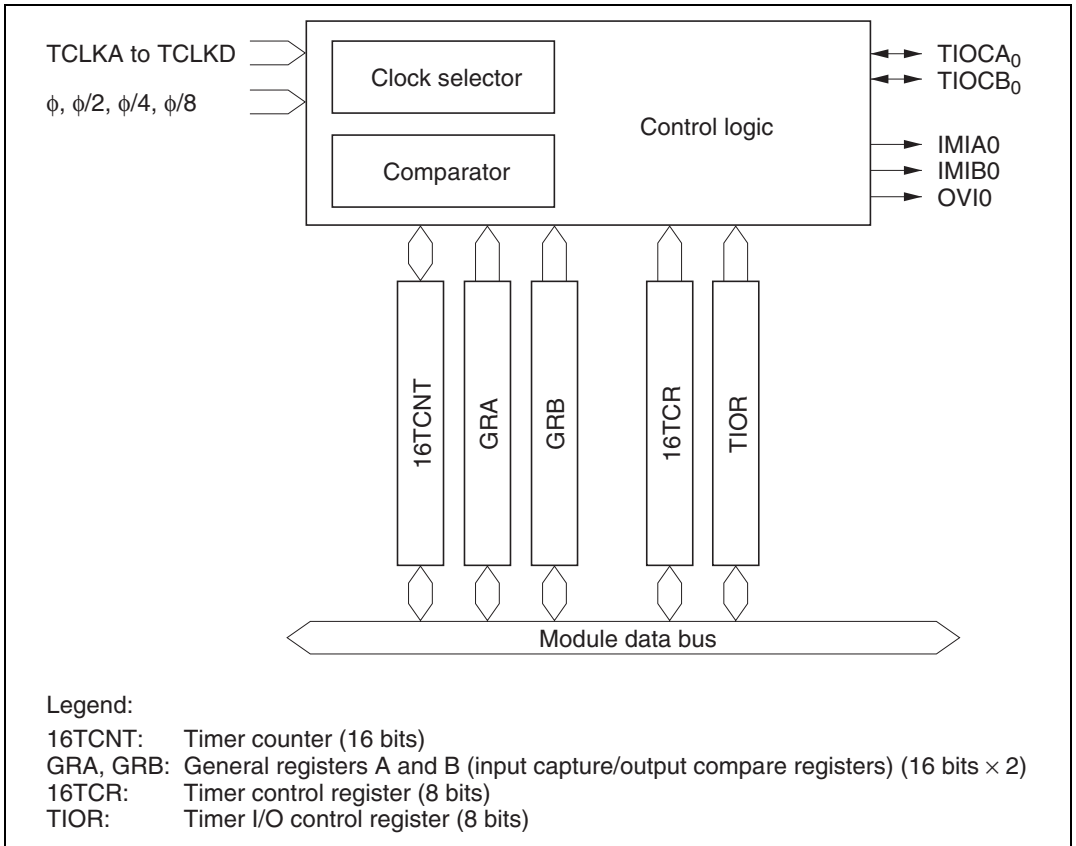 TCLKA to TCLKD
ϕ, ϕ/2, ϕ/4, ϕ/8
Clock selector
Comparator
Control logic
TIOCA0
TIOCB0
IMIA0
IMIB0
OVI0
16TCNT
GRA
GRB
16TCR
TIOR
Module data bus
Legend:
16TCNT: Timer counter (16 bits)
GRA, GRB: General registers A and B (input capture/output compare registers) (16 bits × 2)
16TCR: Timer control register (8 bits)
TIOR: Timer I/O control register (8 bits)